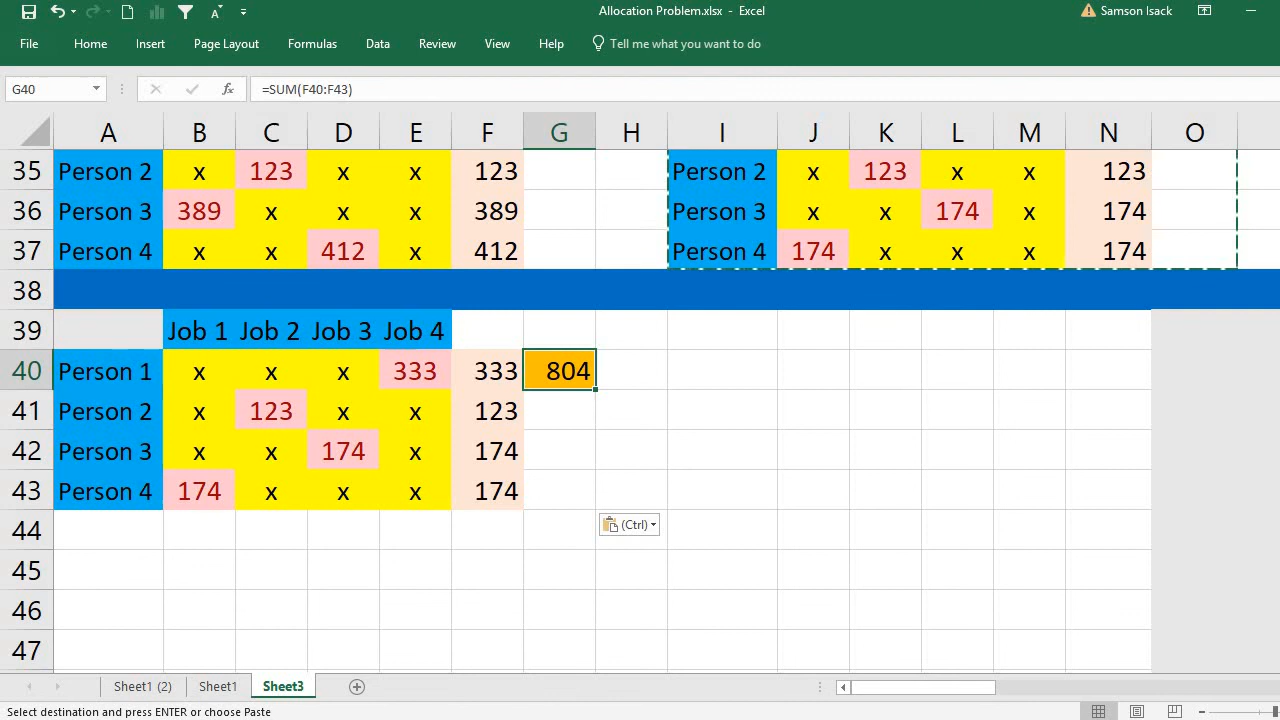 Allocation Problem.xlsx - Excel
Samson Isack
File Home Insert Page Layout Formulas Data Review View Help Tell me what you want to do
G40 fx =SUM(F40:F43)
A B C D E F G H I J K L M N O
35 Person 2 x 123 x x 123 Person 2 x 123 x x 123
36 Person 3 389 x x x 389 Person 3 x x 174 x 174
37 Person 4 x x 412 x 412 Person 4 174 x x x 174
38
39 Job 1 Job 2 Job 3 Job 4
40 Person 1 x x x 333 333 804
41 Person 2 x 123 x x 123
42 Person 3 x x 174 x 174
43 Person 4 174 x x x 174
44
(Ctrl)
45
46
47
Sheet1 (2) Sheet1 Sheet3
Select destination and press ENTER or choose Paste